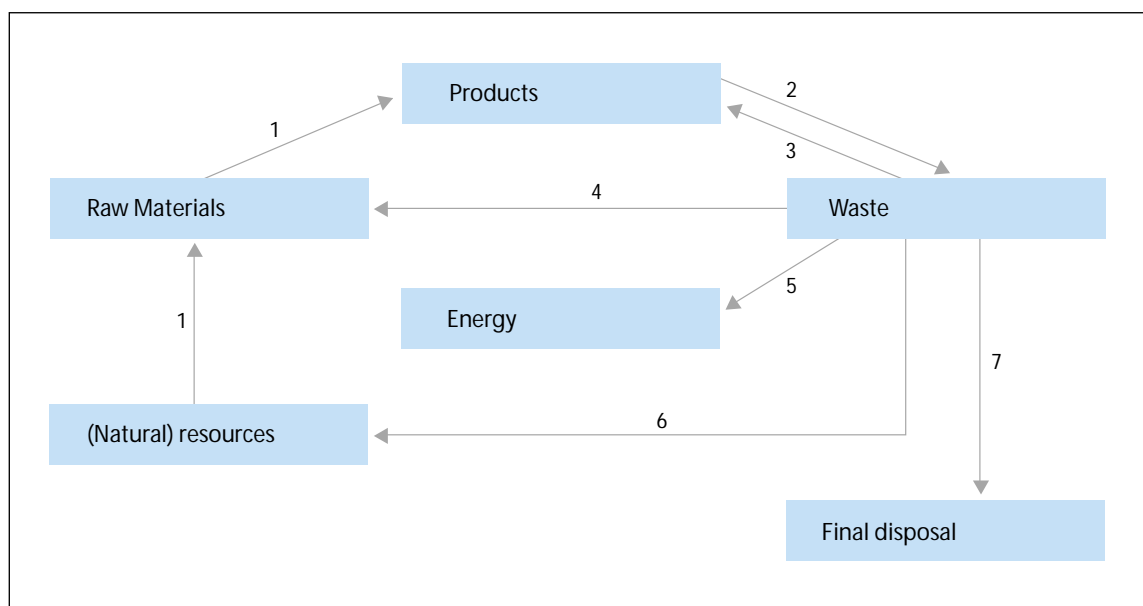 Products
2
1
3
Raw Materials
4
Waste
5
Energy
1
7
(Natural) resources
6
Final disposal